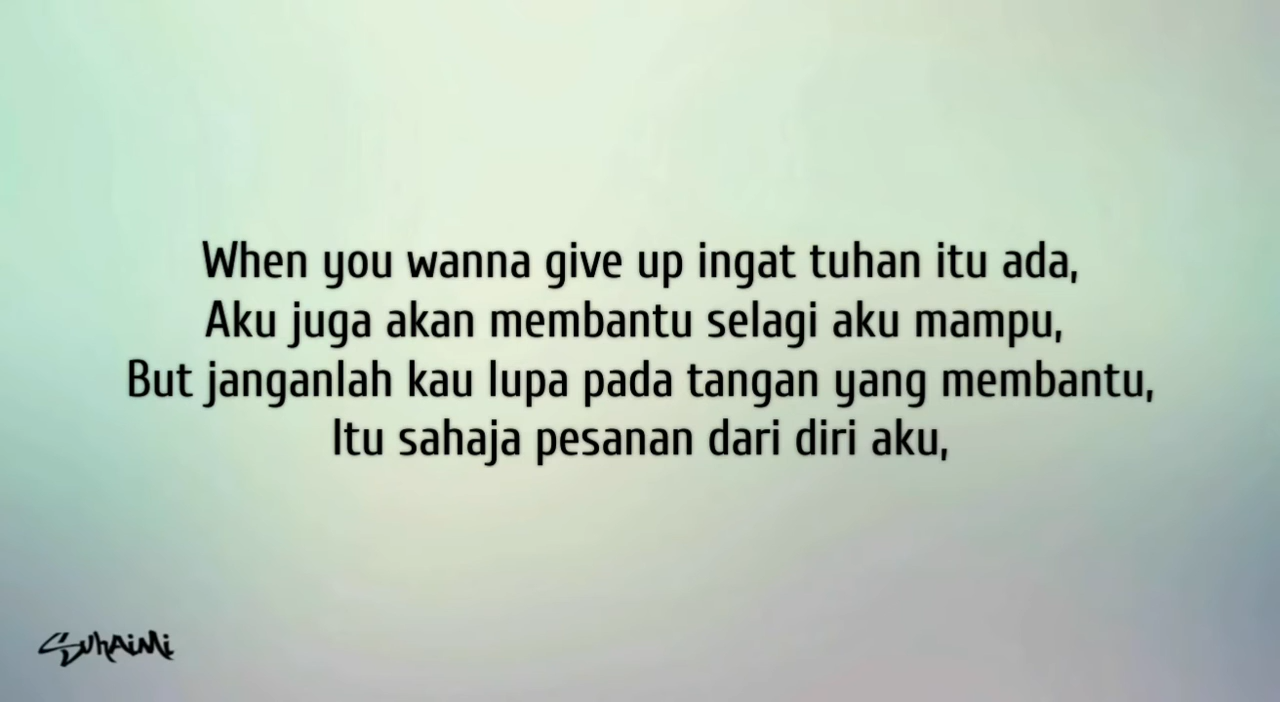 When you wanna give up ingat tuhan itu ada,
Aku juga akan membantu selagi aku mampu,
But janganlah kau lupa pada tangan yang membantu,
Itu sahaja pesanan dari diri aku,
SuhAiMi